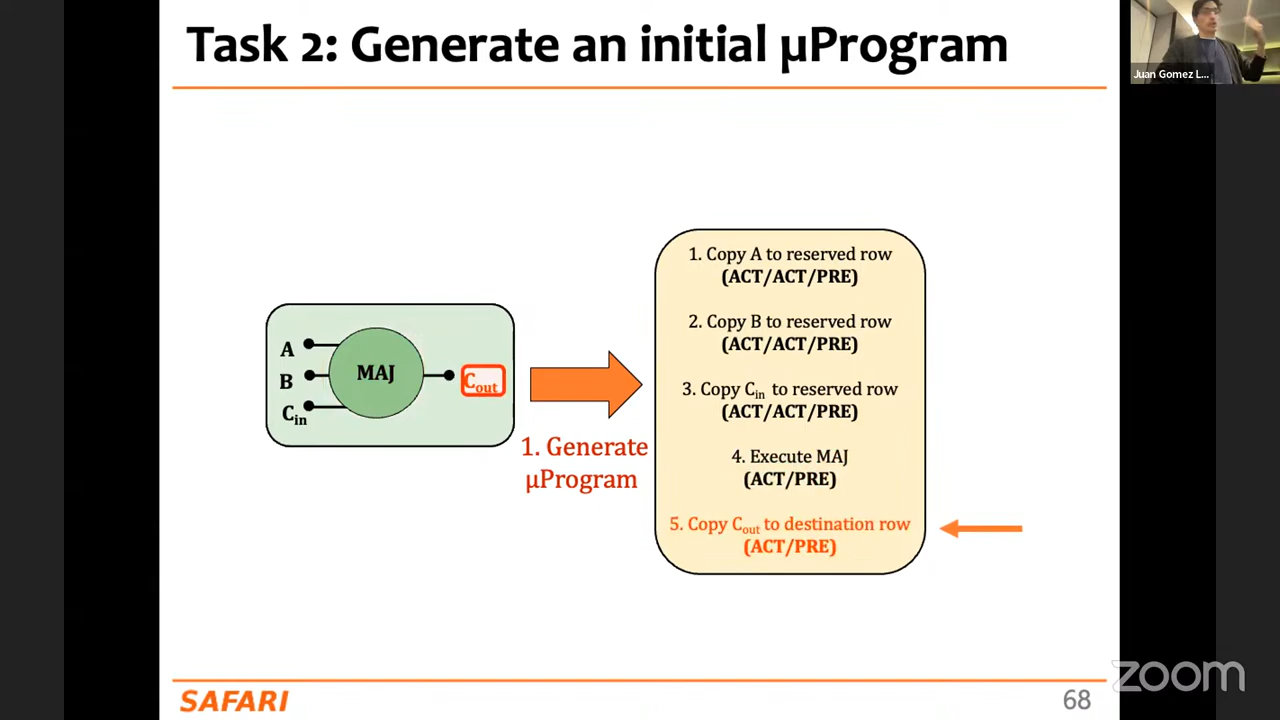 Task 2: Generate an initial µProgram
Juan Gomez L...
A
B
Cin
MAJ
Cout
1. Generate
µProgram
1. Copy A to reserved row
(ACT/ACT/PRE)
2. Copy B to reserved row
(ACT/ACT/PRE)
3. Copy Cin to reserved row
(ACT/ACT/PRE)
4. Execute MAJ
(ACT/PRE)
5. Copy Cout to destination row
(ACT/PRE)
SAFARI
68
zoom